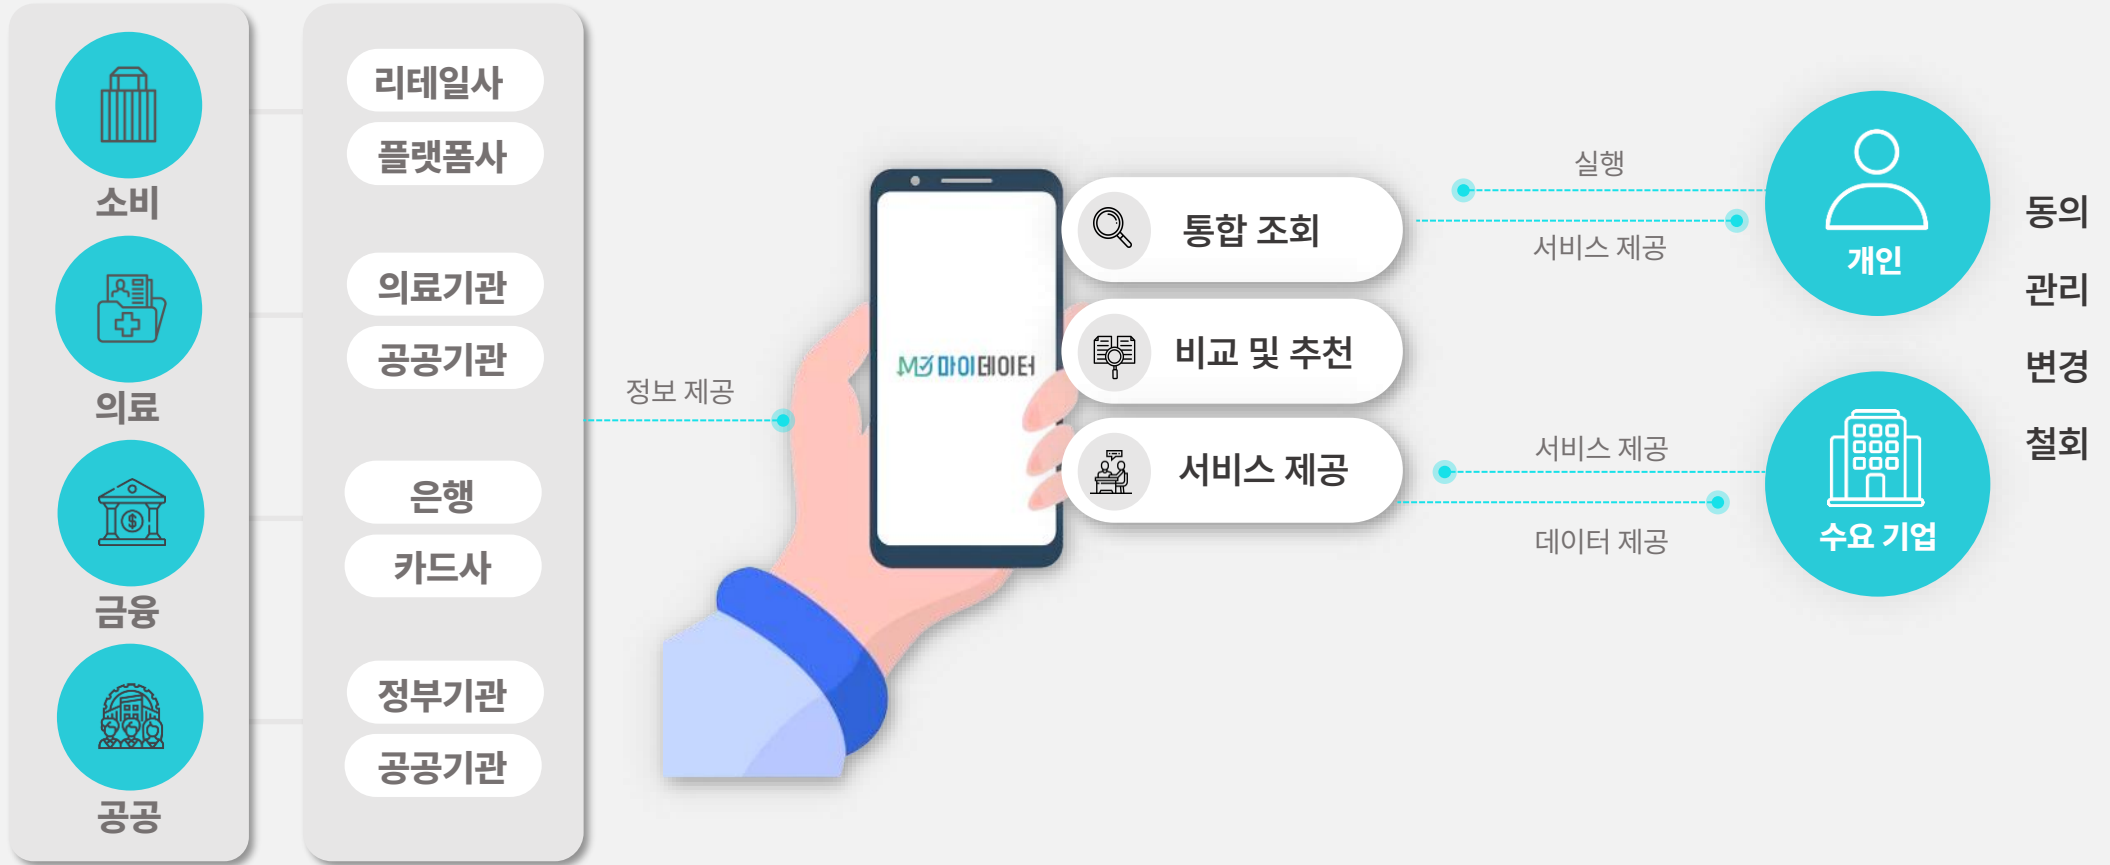 소비
의료
금융
공공
리테일사
플랫폼사
의료기관
공공기관
은행
카드사
정부기관
공공기관
정보 제공
마이데이터
통합 조회
비교 및 추천
서비스 제공
실행
서비스 제공
서비스 제공
데이터 제공
개인
수요 기업
동의
관리
변경
철회